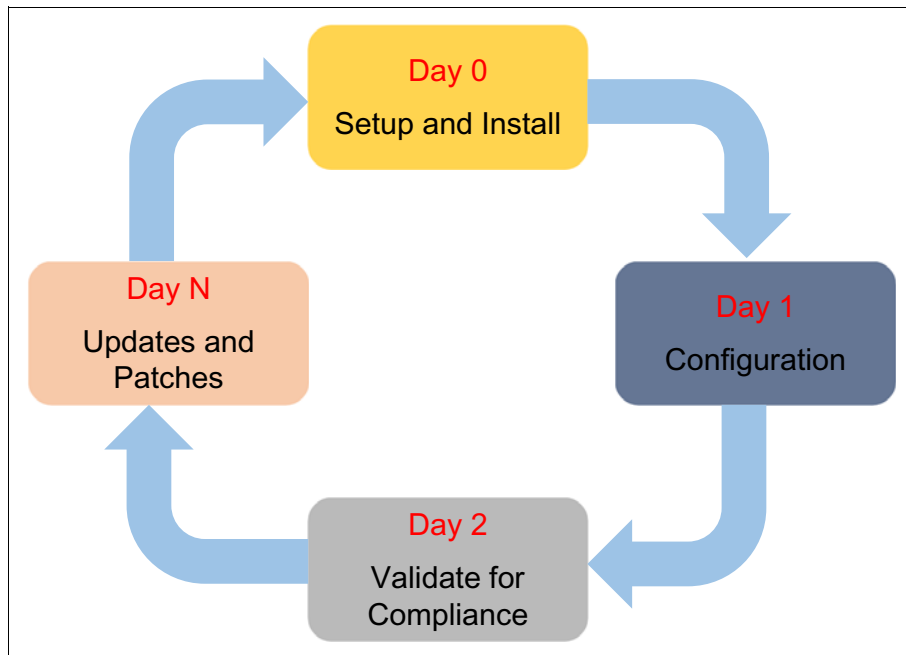 Day 0
Setup and Install
Day 1
Configuration
Day 2
Validate for
Compliance
Day N
Updates and
Patches